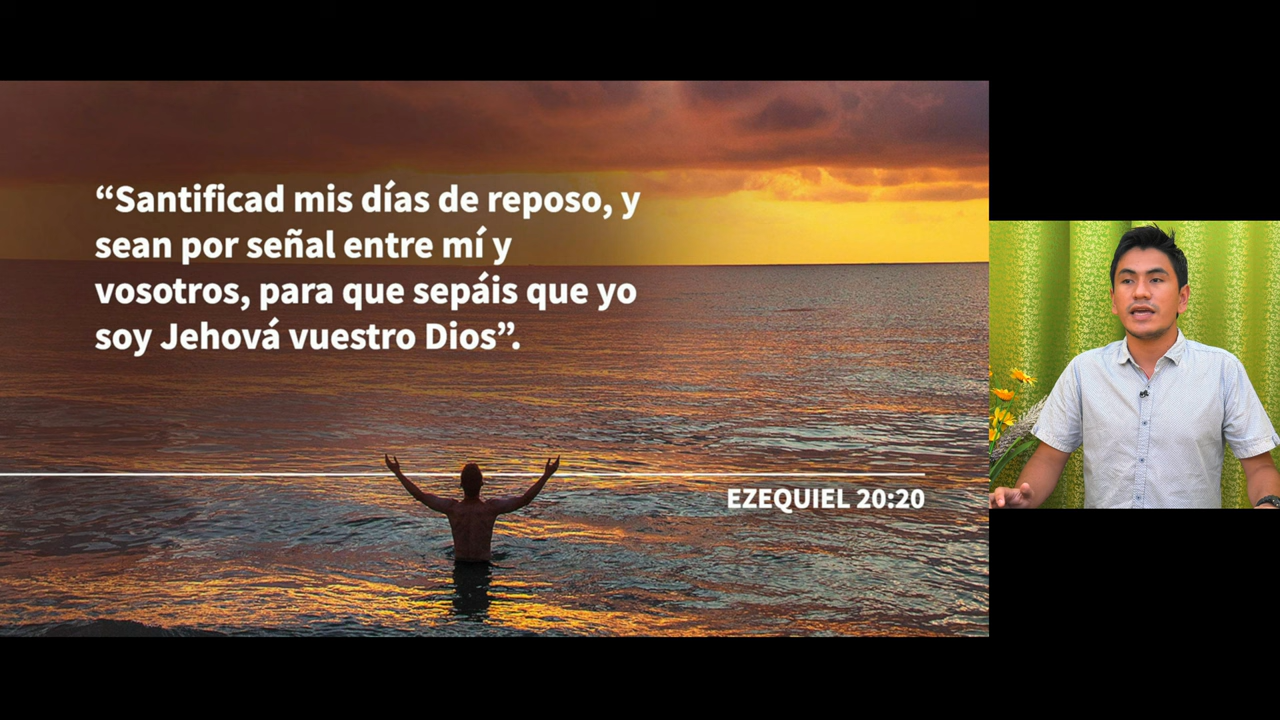 “Santificad mis días de reposo, y
sean por señal entre mí y
vosotros, para que sepáis que yo
soy Jehová vuestro Dios”.
EZEQUIEL 20:20